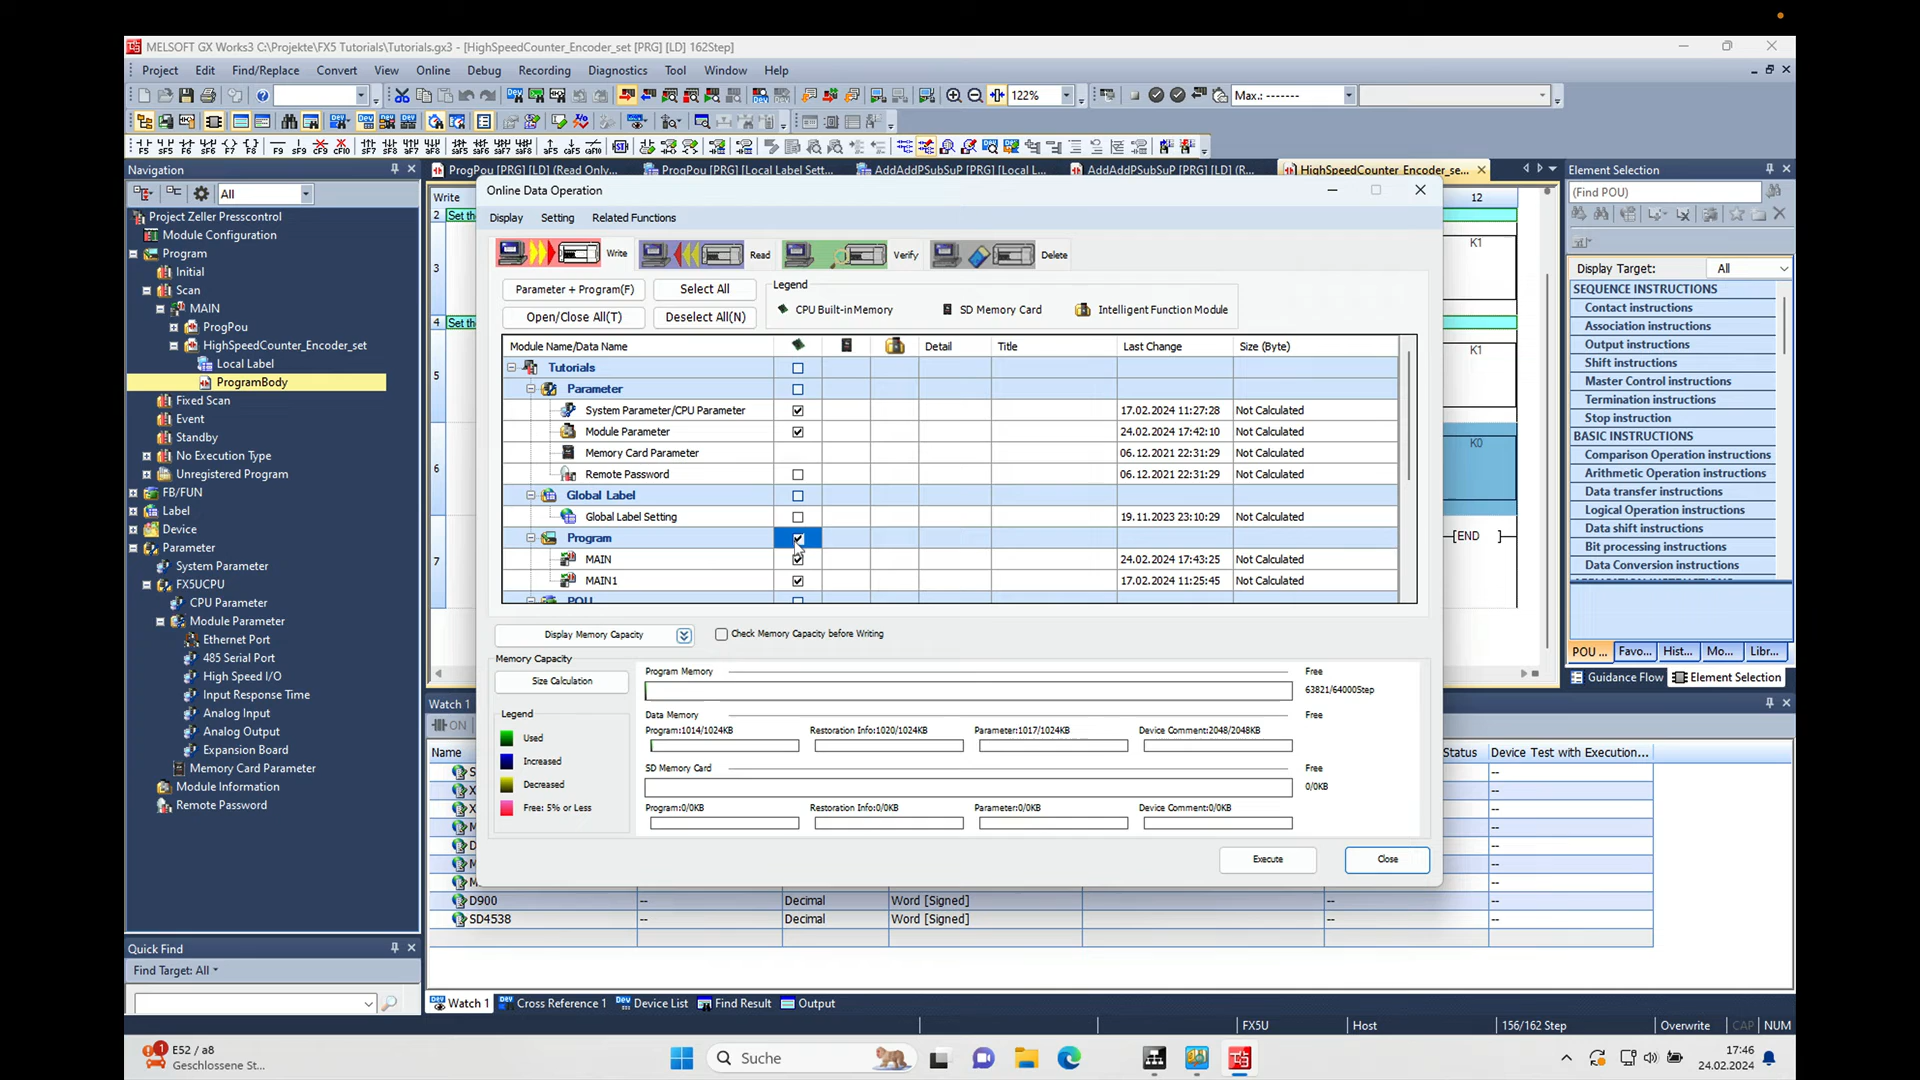 MELSOFT GX Works3 C:\Projekte\FX5 Tutorials\Tutorials.gx3 - [HighSpeedCounter_Encoder_set [PRG] [LD] 162Step]
Project Edit Find/Replace Convert View Online Debug Recording Diagnostics Tool Window Help
122%
Max.: -------
Navigation
ProgPou [PRG] [LD] (Read Only...
ProgPou [PRG] [LD] [Local Label Sett...
AddAddPSubSuP [PRG] [LD] [Local L...
AddAddPSubSuP [PRG] [LD] (R...
HighSpeedCounter_Encoder_se...
Element Selection
All
(Find POU)
Project Zeller Presscontrol
Module Configuration
Program
Initial
Scan
MAIN
ProgPou
HighSpeedCounter_Encoder_set
Local Label
ProgramBody
Fixed Scan
Event
Standby
No Execution Type
Unregistered Program
FB/FUN
Label
Device
Parameter
System Parameter
FX5UCPU
CPU Parameter
Module Parameter
Ethernet Port
485 Serial Port
High Speed I/O
Input Response Time
Analog Input
Analog Output
Expansion Board
Memory Card Parameter
Module Information
Remote Password
Quick Find
Find Target: All
Write
2 Set th
3
4 Set th
5
6
7
12
K1
K1
K0
[END ]
Online Data Operation
Display Setting Related Functions
Write Read Verify Delete
Parameter + Program(F) Select All
Open/Close All(T) Deselect All(N)
Legend
CPU Built-in Memory SD Memory Card Intelligent Function Module
Module Name/Data Name Detail Title Last Change Size (Byte)
Tutorials
Parameter
System Parameter/CPU Parameter 17.02.2024 11:27:28 Not Calculated
Module Parameter 24.02.2024 17:42:10 Not Calculated
Memory Card Parameter 06.12.2021 22:31:29 Not Calculated
Remote Password 06.12.2021 22:31:29 Not Calculated
Global Label
Global Label Setting 19.11.2023 23:10:29 Not Calculated
Program
MAIN 24.02.2024 17:43:25 Not Calculated
MAIN1 17.02.2024 11:25:45 Not Calculated
POU
Display Memory Capacity Check Memory Capacity before Writing
Memory Capacity
Size Calculation
Legend
Used
Increased
Decreased
Free: 5% or Less
Program Memory Free
63821/64000Step
Data Memory Free
Program:1014/1024KB Restoration Info:1020/1024KB Parameter:1017/1024KB Device Comment:2048/2048KB
SD Memory Card Free
0/0KB
Program:0/0KB Restoration Info:0/0KB Parameter:0/0KB Device Comment:0/0KB
Execute Close
Display Target: All
SEQUENCE INSTRUCTIONS
Contact instructions
Association instructions
Output instructions
Shift instructions
Master Control instructions
Termination instructions
Stop instruction
BASIC INSTRUCTIONS
Comparison Operation instructions
Arithmetic Operation instructions
Data transfer instructions
Logical Operation instructions
Data shift instructions
Bit processing instructions
Data Conversion instructions
POU ... Favo... Hist... Mo... Libr...
Guidance Flow Element Selection
Watch 1
ON
Name Status Device Test with Execution...
D900 -- Decimal Word [Signed] -- --
SD4538 -- Decimal Word [Signed] -- --
Watch 1 Cross Reference 1 Device List Find Result Output
FX5U Host 156/162 Step Overwrite CAP NUM
1
E52 / a8
Geschlossene St...
Suche
17:46
24.02.2024